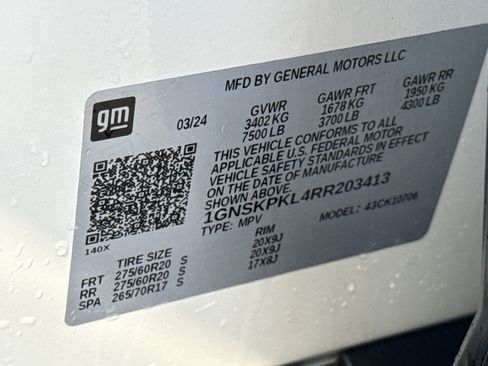 MFD BY GENERAL MOTORS LLC
gm
03/24 GVWR GAWR FRT GAWR RR
3402 KG 1678 KG 1950 KG
7500 LB 3700 LB 4300 LB
THIS VEHICLE CONFORMS TO ALL
APPLICABLE U.S. FEDERAL MOTOR
VEHICLE SAFETY STANDARDS IN EFFECT
ON THE DATE OF MANUFACTURE
SHOWN ABOVE.
1GNSKPKL4RR203413
TYPE: MPV MODEL: 43CK10706
140X
TIRE SIZE RIM
FRT 275/60R20 S 20X9J
RR 275/60R20 S 20X9J
SPA 265/70R17 S 17X8J